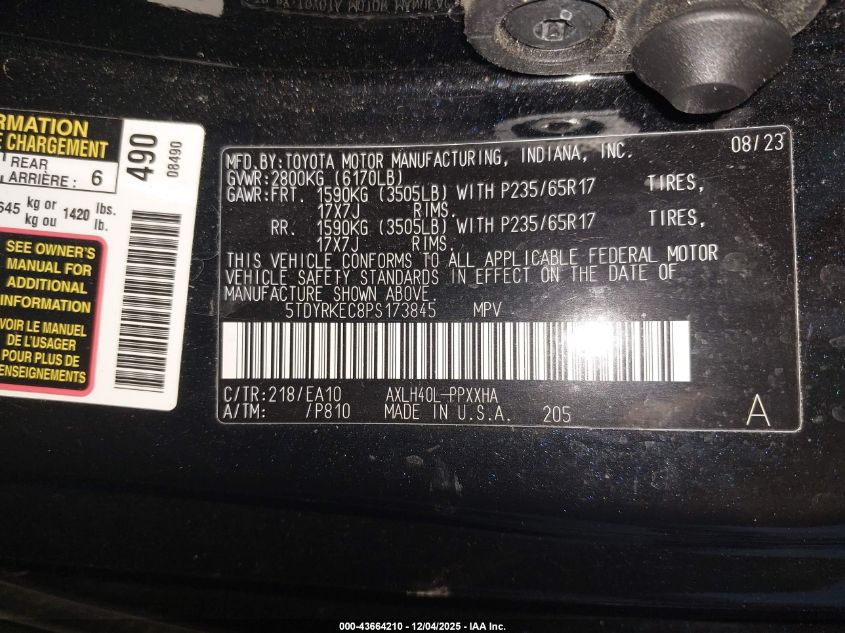 RMATION
E CHARGEMENT
REAR
ARRIÈRE: 6
645 kg or 1420 lbs.
kg ou lb.
SEE OWNER'S
MANUAL FOR
ADDITIONAL
INFORMATION
VOIR LE MANUEL
DE L'USAGER
POUR PLUS DE
RENSEIGNEMENTS
490
08490
MFD.BY:TOYOTA MOTOR MANUFACTURING, INDIANA, INC. 08/23
GVWR:2800KG (6170LB)
GAWR:FRT. 1590KG (3505LB) WITH P235/65R17 TIRES,
17X7J RIMS.
RR. 1590KG (3505LB) WITH P235/65R17 TIRES,
17X7J RIMS.
THIS VEHICLE CONFORMS TO ALL APPLICABLE FEDERAL MOTOR
VEHICLE SAFETY STANDARDS IN EFFECT ON THE DATE OF
MANUFACTURE SHOWN ABOVE.
5TDYRKEC8PS173845 MPV
C/TR:218/EA10 AXLH40L-PPXXHA
A/TM: /P810 MADE IN U.S.A. 205 A
000-43664210 - 12/04/2025 - IAA Inc.